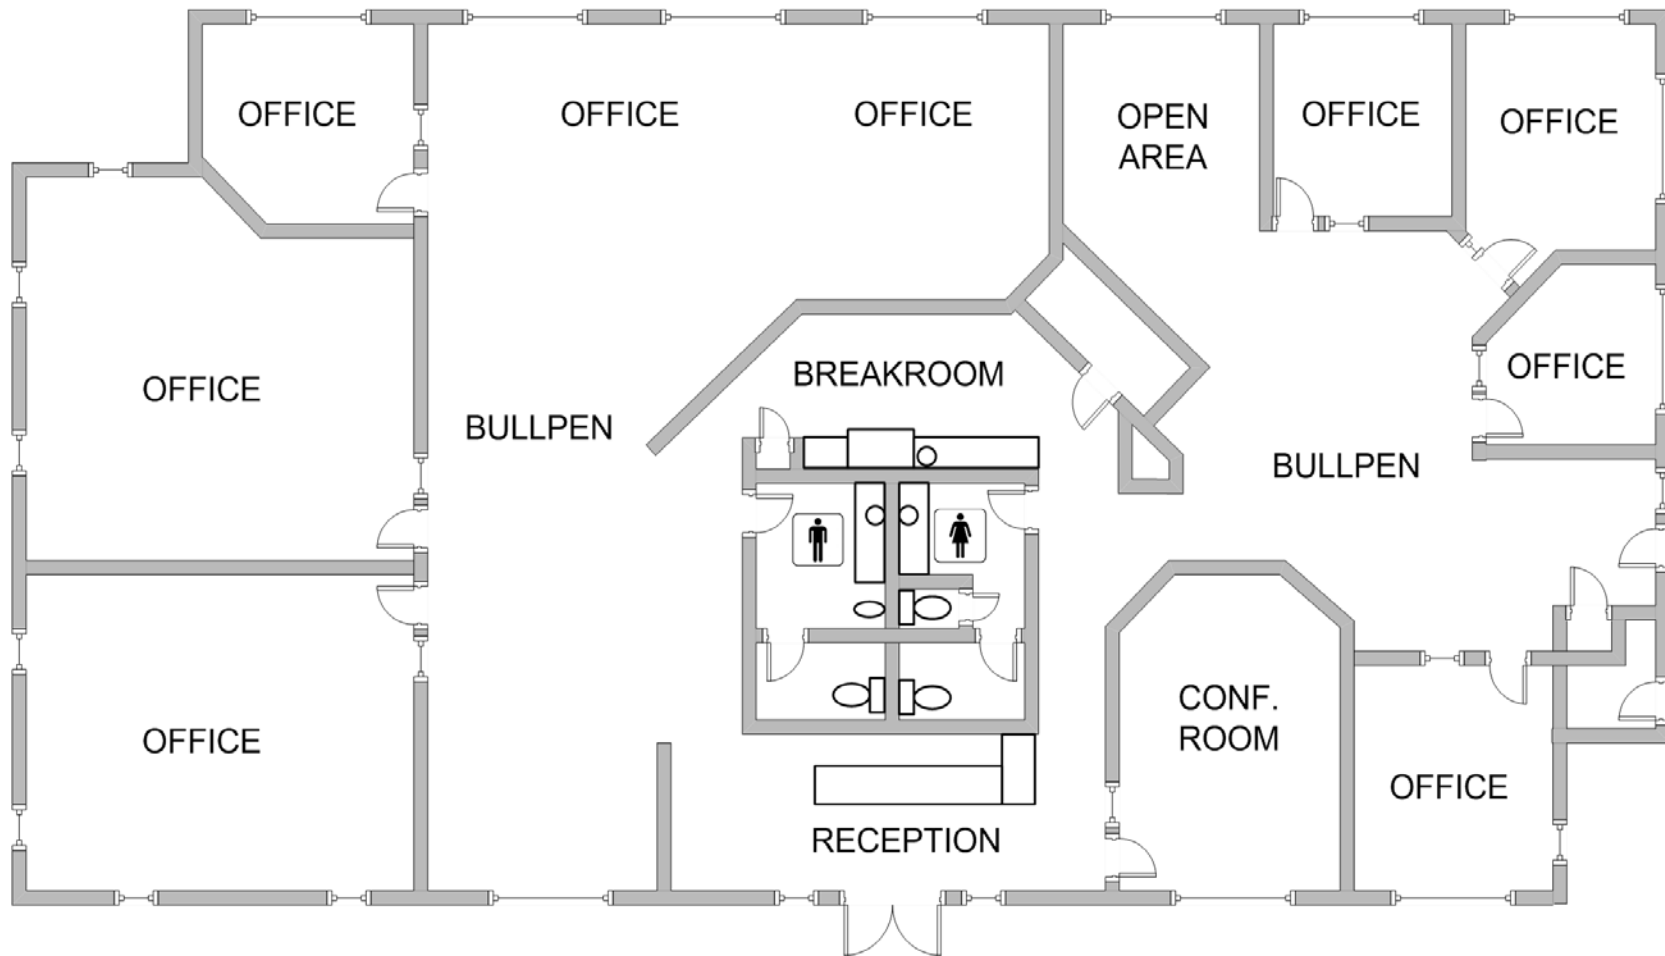 OFFICE
OFFICE
OFFICE
OPEN
AREA
OFFICE
OFFICE
OFFICE
BREAKROOM
OFFICE
BULLPEN
BULLPEN
OFFICE
CONF.
ROOM
OFFICE
RECEPTION